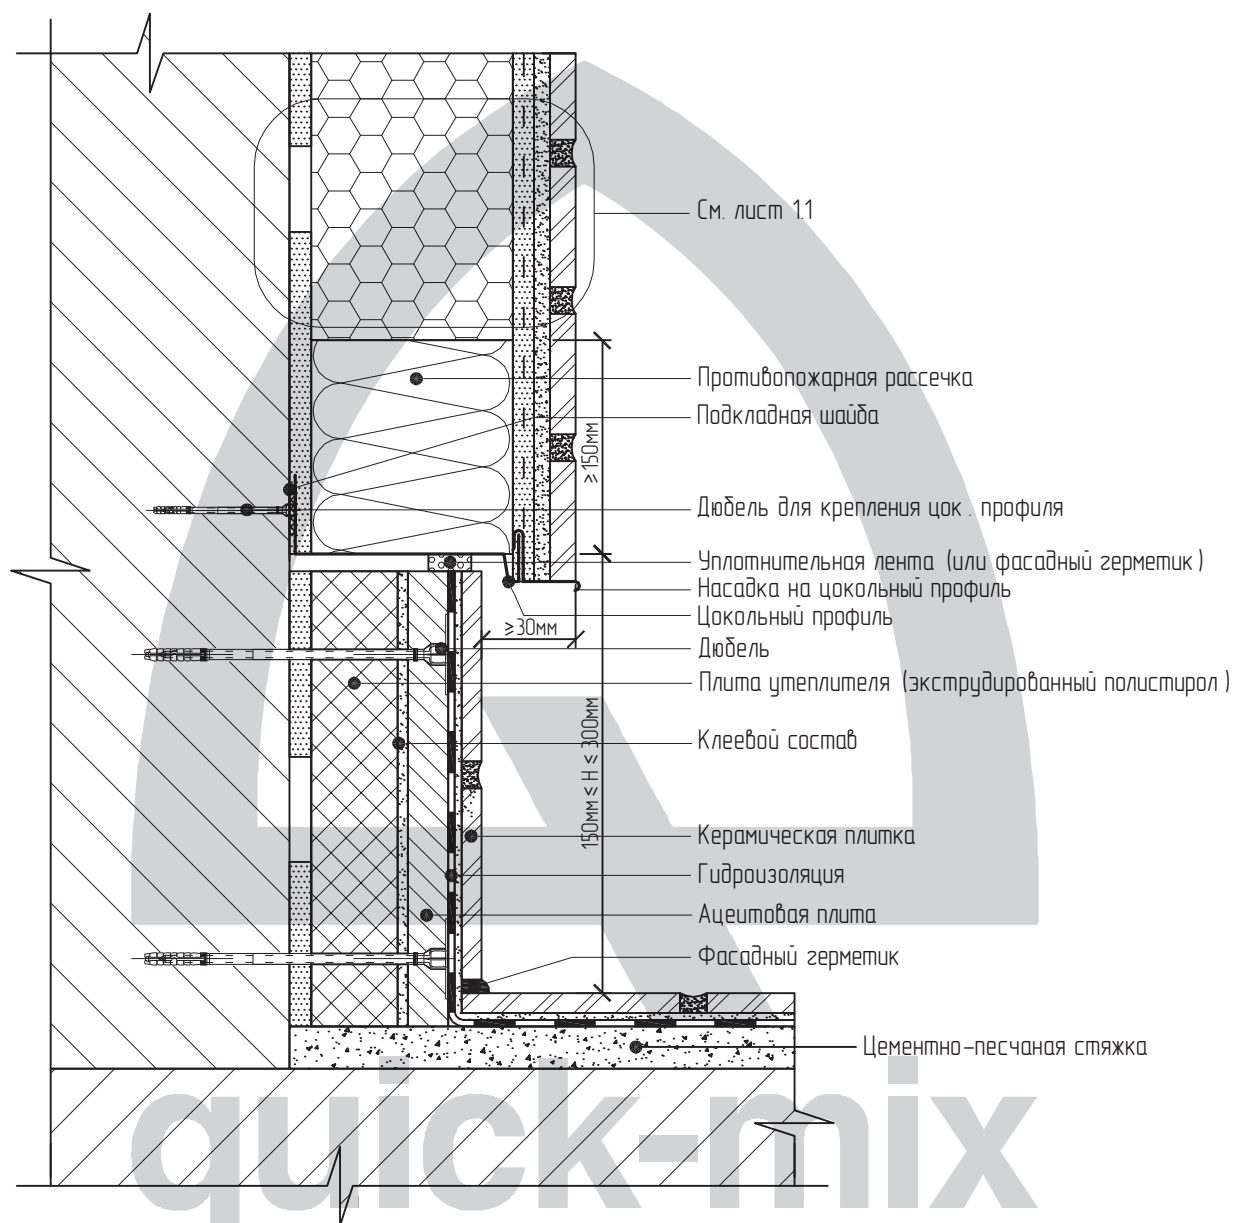 См. лист 1.1
Противопожарная рассечка
Подкладная шайба
≥150мм
Дюбель для крепления цок . профиля
Уплотнительная лента (или фасадный герметик)
Насадка на цокольный профиль
Цокольный профиль
≥30мм
Дюбель
Плита утеплителя (экструдированный полистирол)
Клеевой состав
150мм ≤ H ≤ 300мм
Керамическая плитка
Гидроизоляция
Ацеитовая плита
Фасадный герметик
Цементно-песчаная стяжка
quick-mix